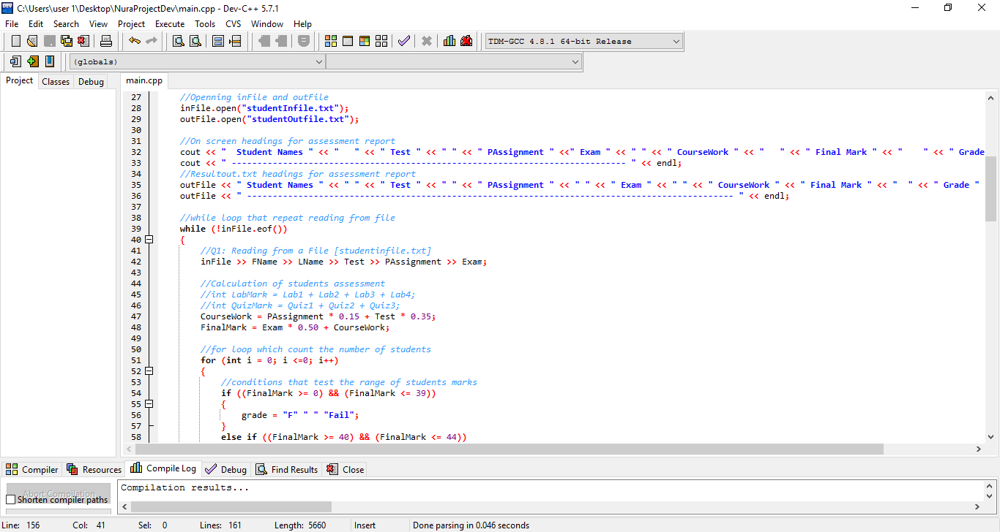 C:\Users\user 1\Desktop\NuraProjectDev\main.cpp - Dev-C++ 5.7.1
File Edit Search View Project Execute Tools CVS Window Help
TDM-GCC 4.8.1 64-bit Release
(globals)
Project Classes Debug
main.cpp
27 //Openning inFile and outFile
28 inFile.open("studentInfile.txt");
29 outFile.open("studentOutfile.txt");
30
31 //On screen headings for assessment report
32 cout << "  Student Names " << "   " << " Test " << " " << " PAssignment " <<" Exam " << " " << " CourseWork " << "   " << " Final Mark " << "    " << " Grade
33 cout << " ----------------------------------------------------------------------------- " << endl;
34 //Resultout.txt headings for assessment report
35 outFile << " Student Names " << " " << " Test " << " " << " PAssignment " << " " << " Exam " << " " << " CourseWork " << " Final Mark " << "  " << " Grade "
36 outFile << " ----------------------------------------------------------------------------------------------- " << endl;
37
38 //while loop that repeat reading from file
39 while (!inFile.eof())
40 {
41 //Q1: Reading from a File [studentinfile.txt]
42 inFile >> FName >> LName >> Test >> PAssignment >> Exam;
43
44 //Calculation of students assessment
45 //int LabMark = Lab1 + Lab2 + Lab3 + Lab4;
46 //int QuizMark = Quiz1 + Quiz2 + Quiz3;
47 CourseWork = PAssignment * 0.15 + Test * 0.35;
48 FinalMark = Exam * 0.50 + CourseWork;
49
50 //for loop which count the number of students
51 for (int i = 0; i <=0; i++)
52 {
53 //conditions that test the range of students marks
54 if ((FinalMark >= 0) && (FinalMark <= 39))
55 {
56 grade = "F" " " "Fail";
57 }
58 else if ((FinalMark >= 40) && (FinalMark <= 44))
Compiler Resources Compile Log Debug Find Results Close
Abort Compilation
Shorten compiler paths
Compilation results...
Line: 156 Col: 41 Sel: 0 Lines: 161 Length: 5660 Insert Done parsing in 0.046 seconds